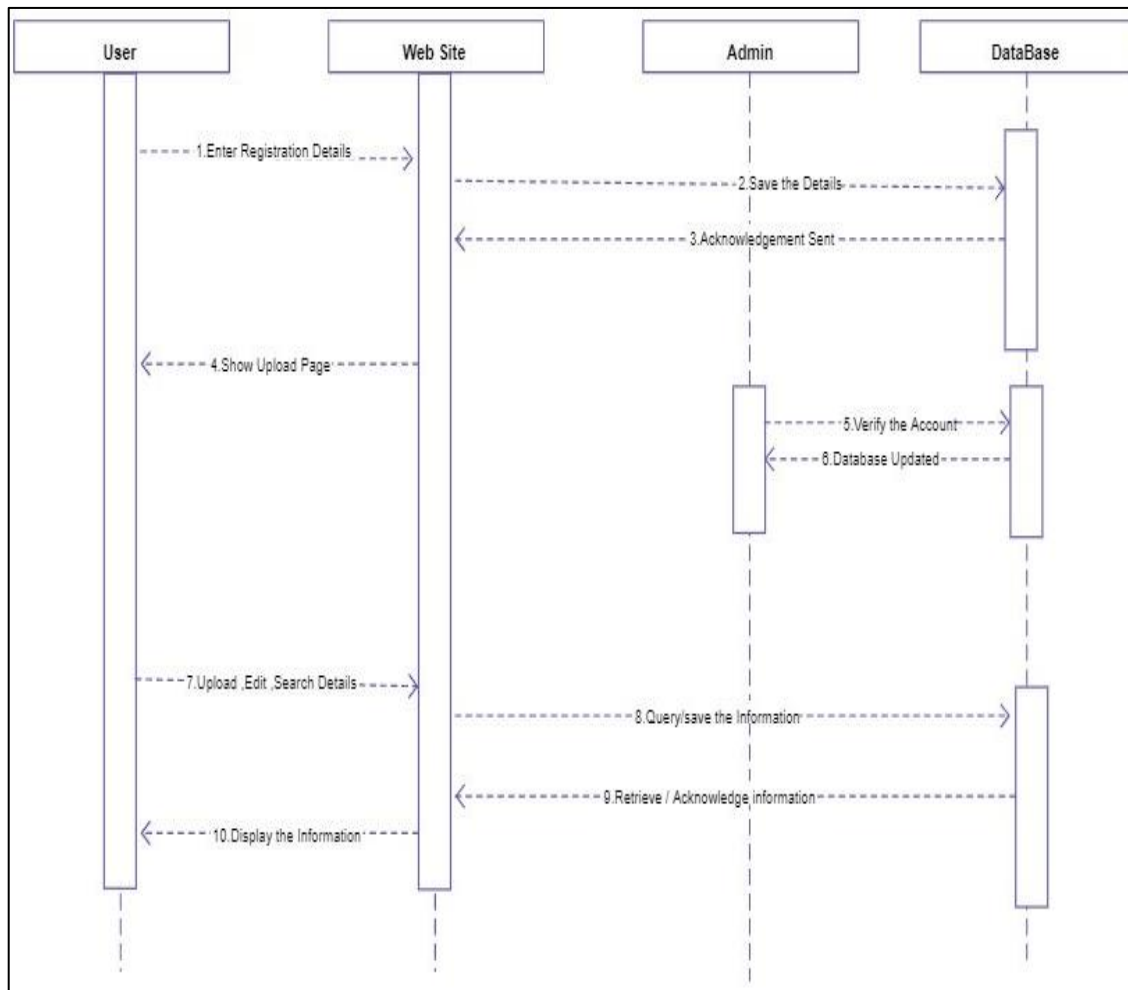 User
Web Site
Admin
DataBase
1.Enter Registration Details
2.Save the Details
3.Acknowledgement Sent
4.Show Upload Page
5.Verify the Account
6.Database Updated
7.Upload ,Edit ,Search Details
8.Query/save the Information
9.Retrieve / Acknowledge information
10.Display the Information